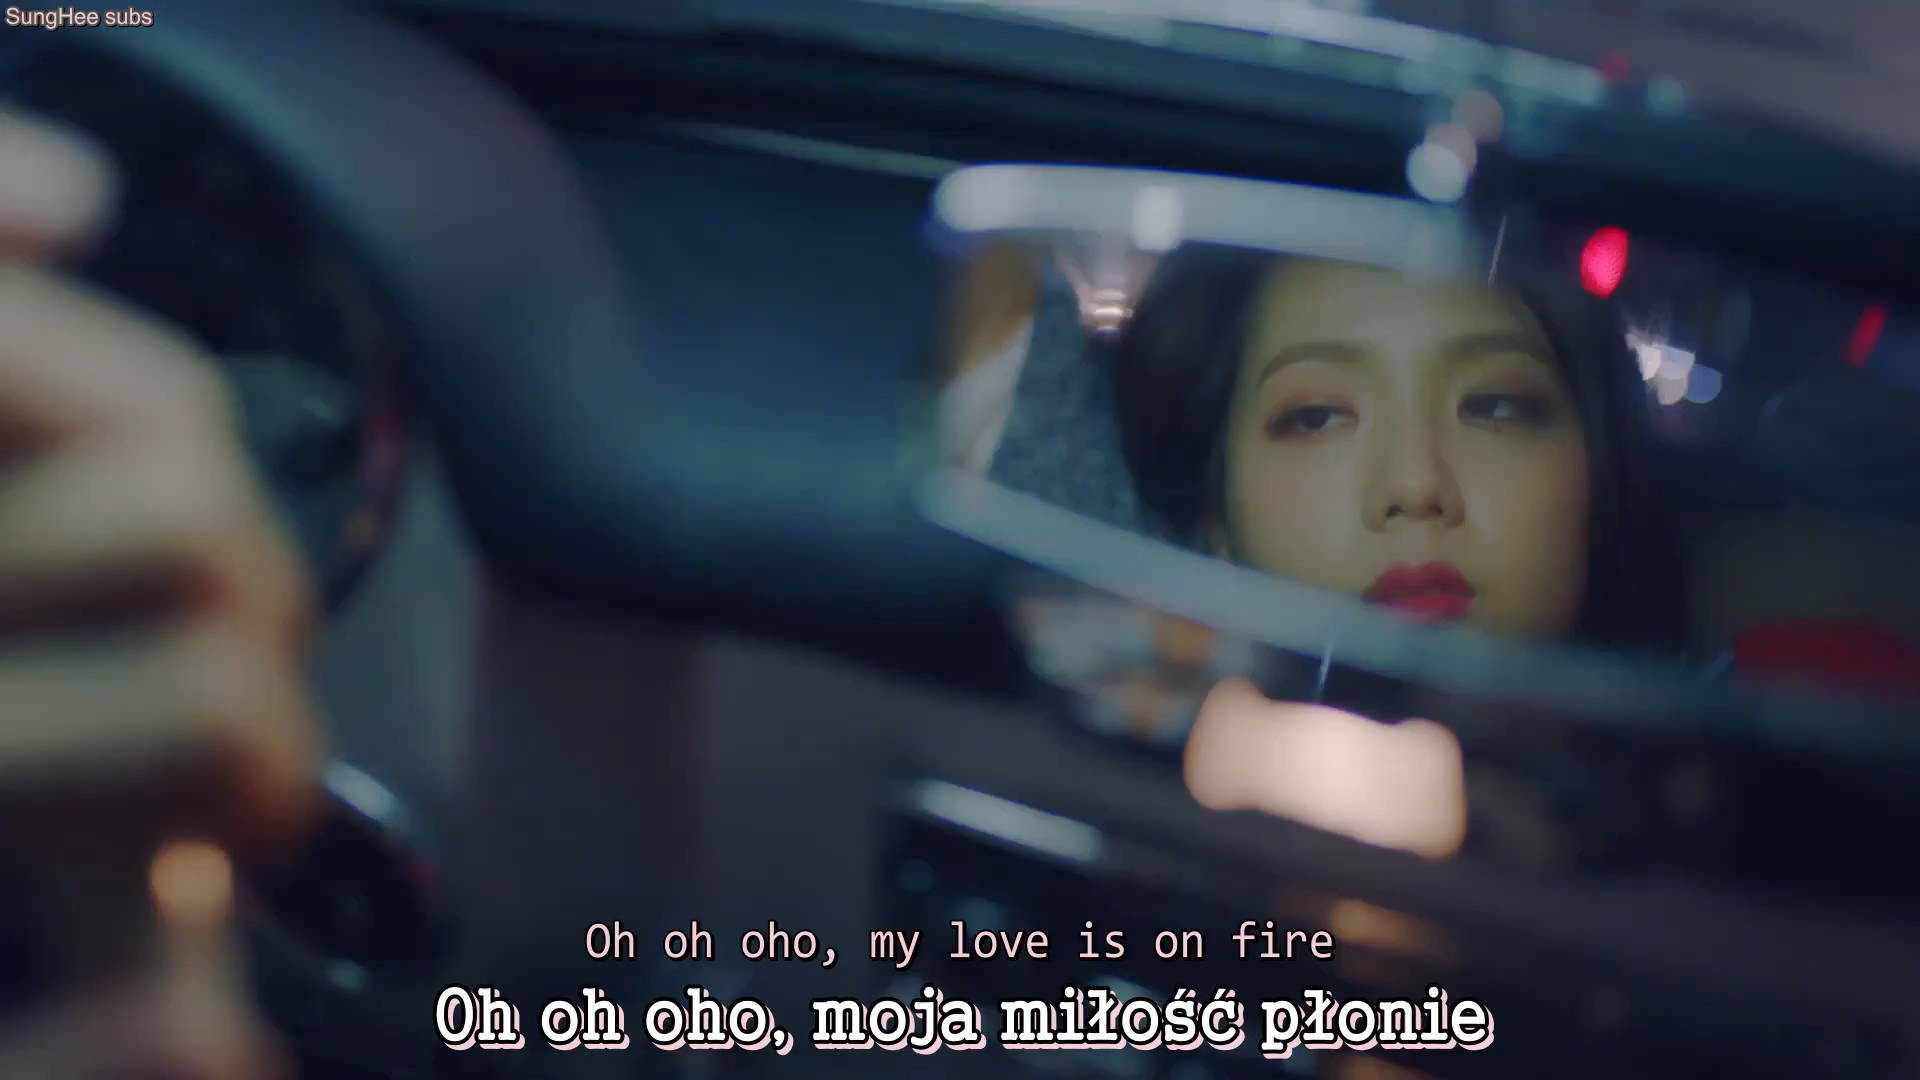 SungHee subs
Oh oh oho, my love is on fire
Oh oh oho, moja miłość płonie